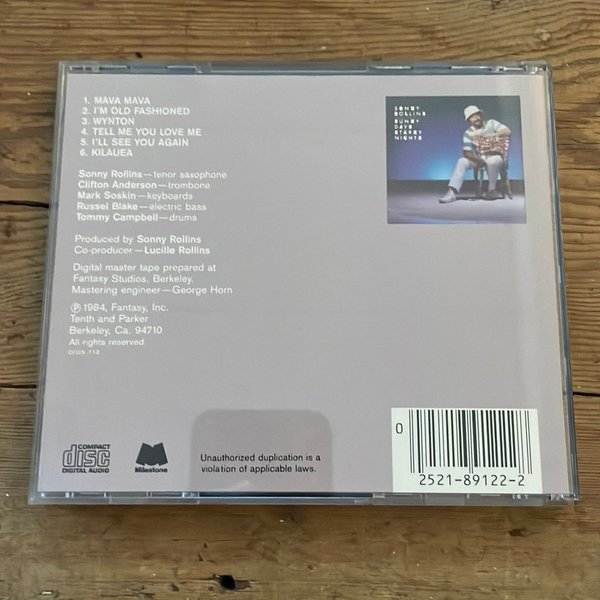 1. MAVA MAVA
2. I'M OLD FASHIONED
3. WYNTON
4. TELL ME YOU LOVE ME
5. I'LL SEE YOU AGAIN
6. KILAUEA
Sonny Rollins—tenor saxophone
Clifton Anderson—trombone
Mark Soskin—keyboards
Russel Blake—electric bass
Tommy Campbell—drums
Produced by Sonny Rollins
Co-producer—Lucille Rollins
Digital master tape prepared at
Fantasy Studios, Berkeley.
Mastering engineer—George Horn
℗ 1984, Fantasy, Inc.
Tenth and Parker
Berkeley, Ca. 94710
All rights reserved.
SONNY
ROLLINS
SUNNY
DAYS
STARRY
NIGHTS
COMPACT
disc
DIGITAL AUDIO
Milestone
Unauthorized duplication is a
violation of applicable laws.
0
2521-89122-2